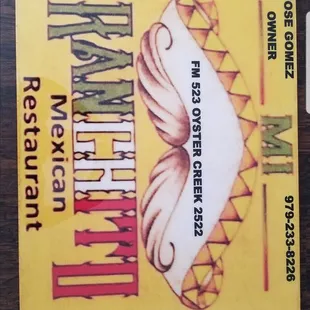 OSE GOMEZ
OWNER
979-233-8226
MI
FM 523 OYSTER CREEK 2522
RANCHITO
Mexican
Restaurant